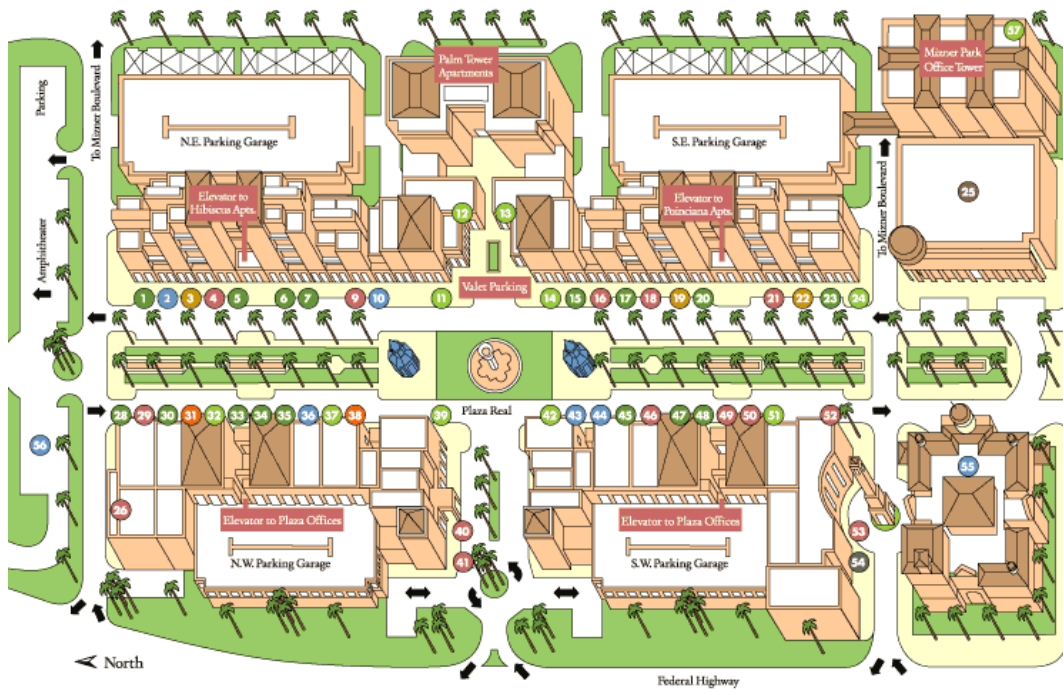 57
Palm Tower
Apartments
Mizner Park
Office Tower
Parking
To Mizner Boulevard
N.E. Parking Garage
S.E. Parking Garage
To Mizner Boulevard
25
Elevator to
Hibiscus Apts.
Elevator to
Poinciana Apts.
12
13
Amphitheater
Valet Parking
1 2 3 4 5 6 7 9 10 11 14 15 16 17 18 19 20 21 22 23 24
Plaza Real
28 29 30 31 32 33 34 35 36 37 38 39 42 43 44 45 46 47 48 49 50 51 52
56
55
26
Elevator to Plaza Offices
Elevator to Plaza Offices
40
53
N.W. Parking Garage
S.W. Parking Garage
41
54
North
Federal Highway